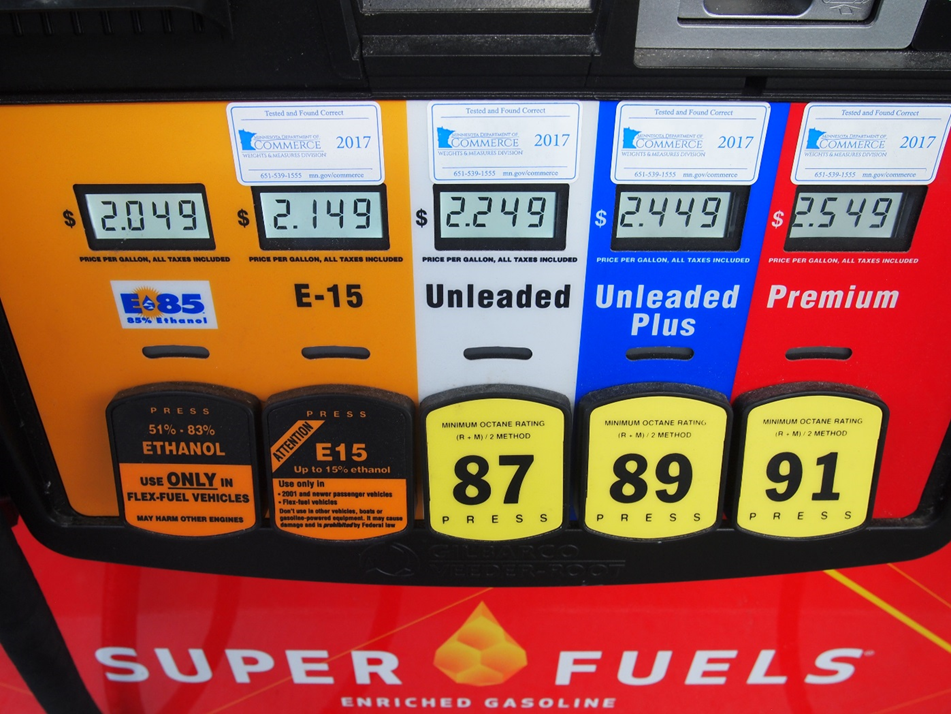 Tested and Found Correct
MINNESOTA DEPARTMENT OF
COMMERCE
WEIGHTS & MEASURES DIVISION
2017
651-539-1555 mn.gov/commerce
Tested and Found Correct
MINNESOTA DEPARTMENT OF
COMMERCE
WEIGHTS & MEASURES DIVISION
2017
651-539-1555 mn.gov/commerce
Tested and Found Correct
MINNESOTA DEPARTMENT OF
COMMERCE
WEIGHTS & MEASURES DIVISION
2017
651-539-1555 mn.gov/commerce
Tested and Found Correct
MINNESOTA DEPARTMENT OF
COMMERCE
WEIGHTS & MEASURES DIVISION
2017
651-539-1555 mn.gov/commerce
$ 2.049
PRICE PER GALLON, ALL TAXES INCLUDED
$ 2.149
PRICE PER GALLON, ALL TAXES INCLUDED
$ 2.249
PRICE PER GALLON, ALL TAXES INCLUDED
$ 2.449
PRICE PER GALLON, ALL TAXES INCLUDED
$ 2.549
PRICE PER GALLON, ALL TAXES INCLUDED
E-85
85% Ethanol
E-15
Unleaded
Unleaded
Plus
Premium
PRESS
51% - 83%
ETHANOL
USE ONLY IN
FLEX-FUEL VEHICLES
MAY HARM OTHER ENGINES
PRESS
ATTENTION
E15
Up to 15% ethanol
Use only in
• 2001 and newer passenger vehicles
• Flex-fuel vehicles
Don't use in other vehicles, boats or
gasoline-powered equipment. It may cause
damage and is prohibited by Federal law
MINIMUM OCTANE RATING
(R + M) / 2 METHOD
87
PRESS
MINIMUM OCTANE RATING
(R + M) / 2 METHOD
89
PRESS
MINIMUM OCTANE RATING
(R + M) / 2 METHOD
91
PRESS
GILBARCO
VEEDER-ROOT
SUPER FUELS
ENRICHED GASOLINE